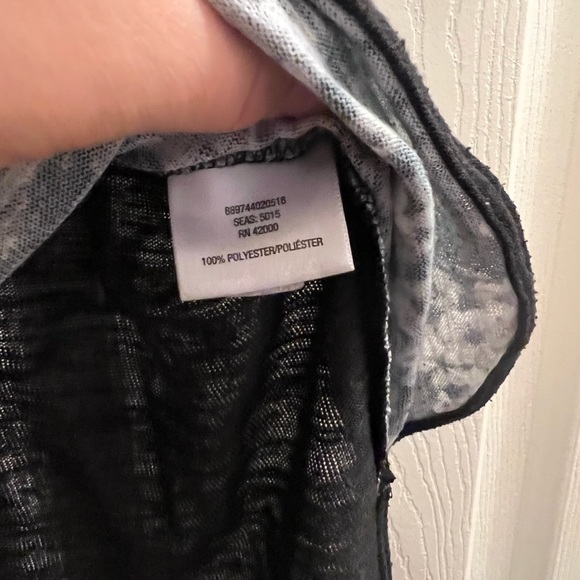 889744020518
SEAS: 5015
RN 42000
100% POLYESTER/POLIÉSTER